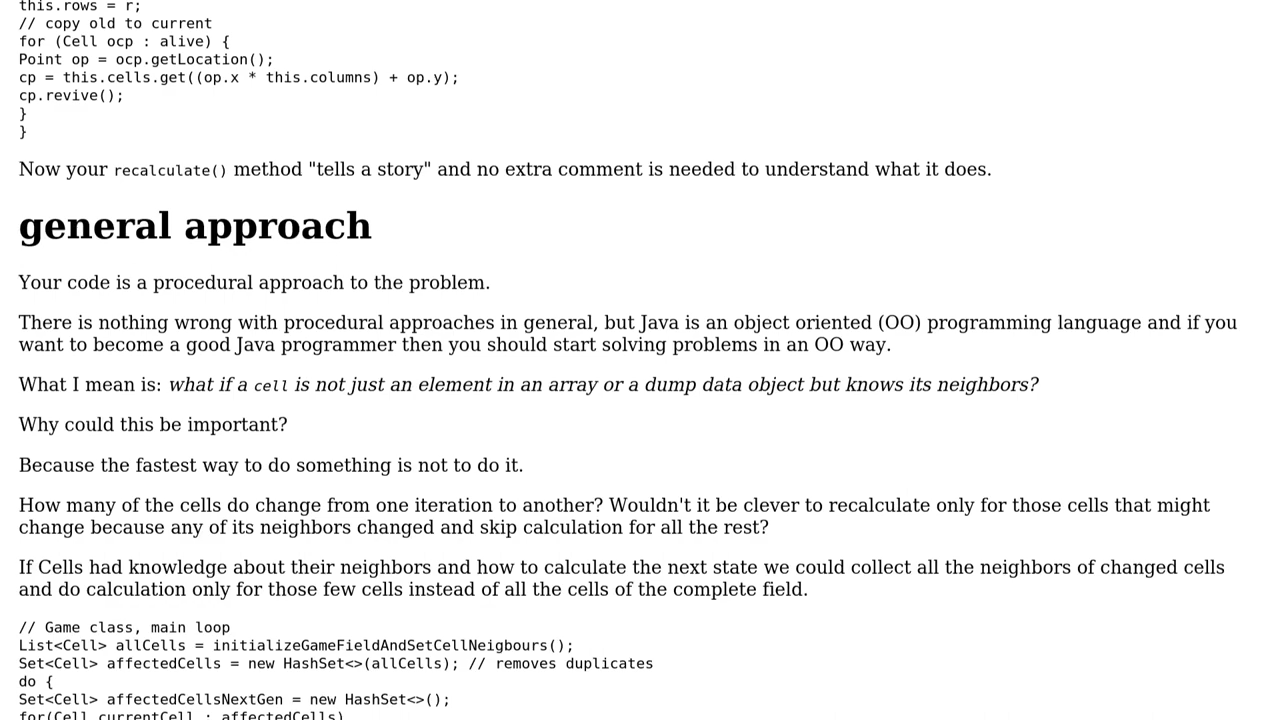 this.rows = r;
// copy old to current
for (Cell ocp : alive) {
Point op = ocp.getLocation();
cp = this.cells.get((op.x * this.columns) + op.y);
cp.revive();
}
}
Now your recalculate() method "tells a story" and no extra comment is needed to understand what it does.
general approach
Your code is a procedural approach to the problem.
There is nothing wrong with procedural approaches in general, but Java is an object oriented (OO) programming language and if you
want to become a good Java programmer then you should start solving problems in an OO way.
What I mean is: what if a cell is not just an element in an array or a dump data object but knows its neighbors?
Why could this be important?
Because the fastest way to do something is not to do it.
How many of the cells do change from one iteration to another? Wouldn't it be clever to recalculate only for those cells that might
change because any of its neighbors changed and skip calculation for all the rest?
If Cells had knowledge about their neighbors and how to calculate the next state we could collect all the neighbors of changed cells
and do calculation only for those few cells instead of all the cells of the complete field.
// Game class, main loop
List<Cell> allCells = initializeGameFieldAndSetCellNeigbours();
Set<Cell> affectedCells = new HashSet<>(allCells); // removes duplicates
do {
Set<Cell> affectedCellsNextGen = new HashSet<>();
for(Cell currentCell : affectedCells)